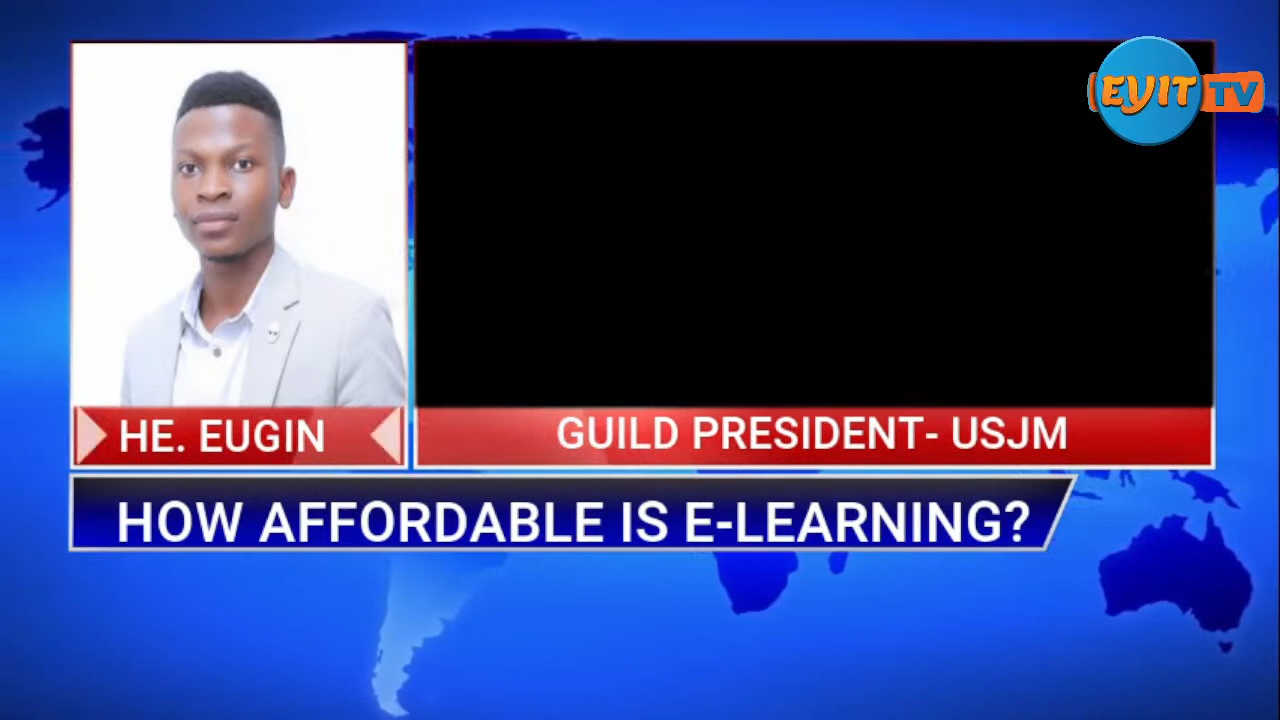 EYIT TV
HE. EUGIN
GUILD PRESIDENT- USJM
HOW AFFORDABLE IS E-LEARNING?